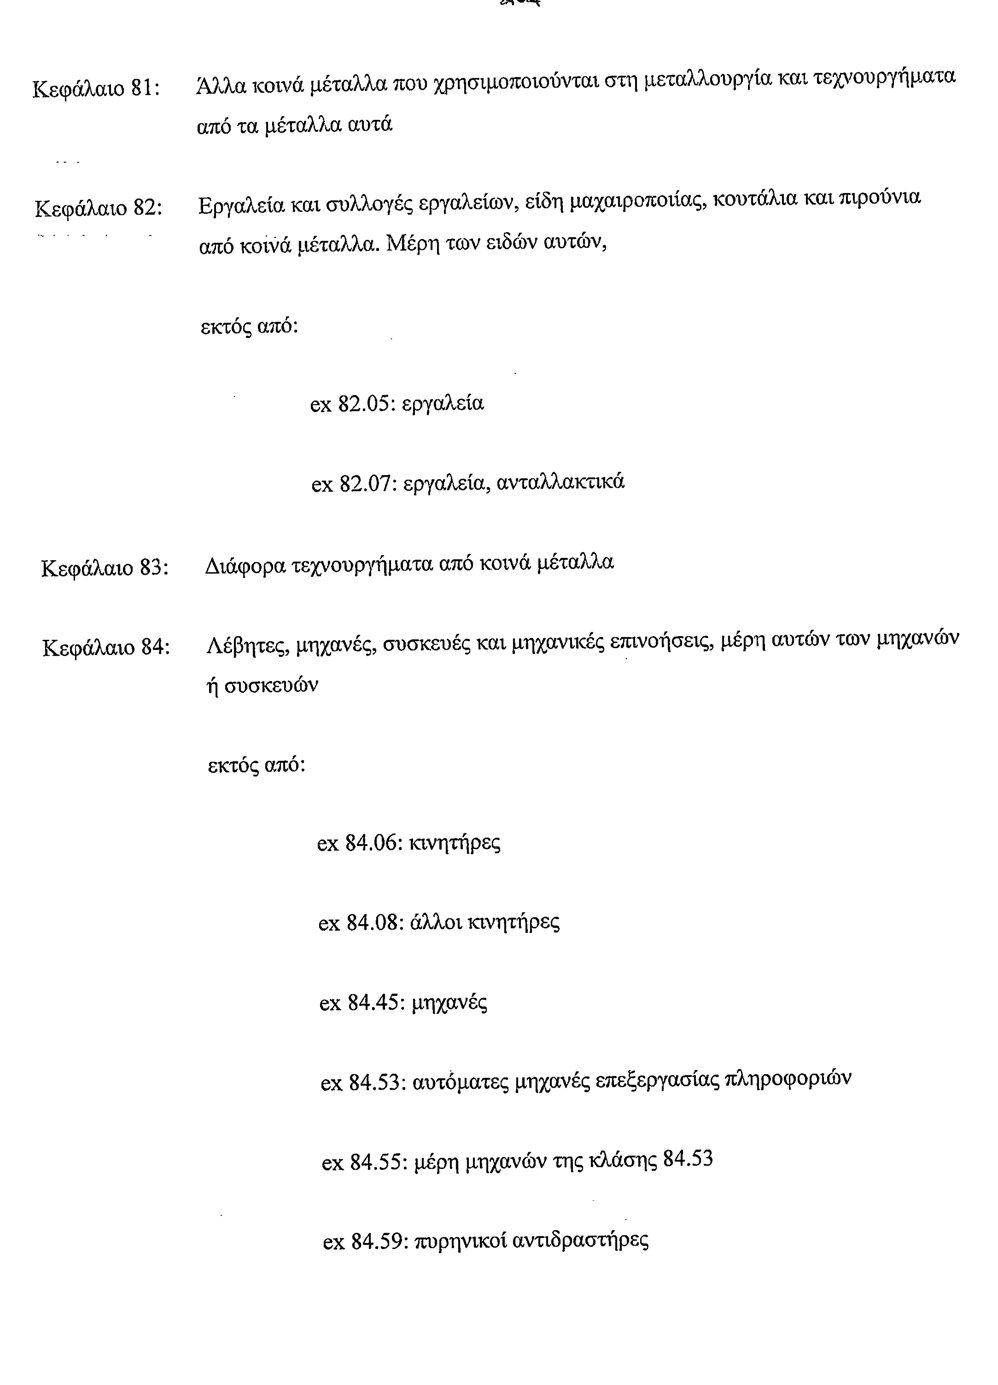 Κεφάλαιο 81: Άλλα κοινά μέταλλα που χρησιμοποιούνται στη μεταλλουργία και τεχνουργήματα
από τα μέταλλα αυτά
Κεφάλαιο 82: Εργαλεία και συλλογές εργαλείων, είδη μαχαιροποιίας, κουτάλια και πιρούνια
από κοινά μέταλλα. Μέρη των ειδών αυτών,
εκτός από:
ex 82.05: εργαλεία
ex 82.07: εργαλεία, ανταλλακτικά
Κεφάλαιο 83: Διάφορα τεχνουργήματα από κοινά μέταλλα
Κεφάλαιο 84: Λέβητες, μηχανές, συσκευές και μηχανικές επινοήσεις, μέρη αυτών των μηχανών
ή συσκευών
εκτός από:
ex 84.06: κινητήρες
ex 84.08: άλλοι κινητήρες
ex 84.45: μηχανές
ex 84.53: αυτόματες μηχανές επεξεργασίας πληροφοριών
ex 84.55: μέρη μηχανών της κλάσης 84.53
ex 84.59: πυρηνικοί αντιδραστήρες